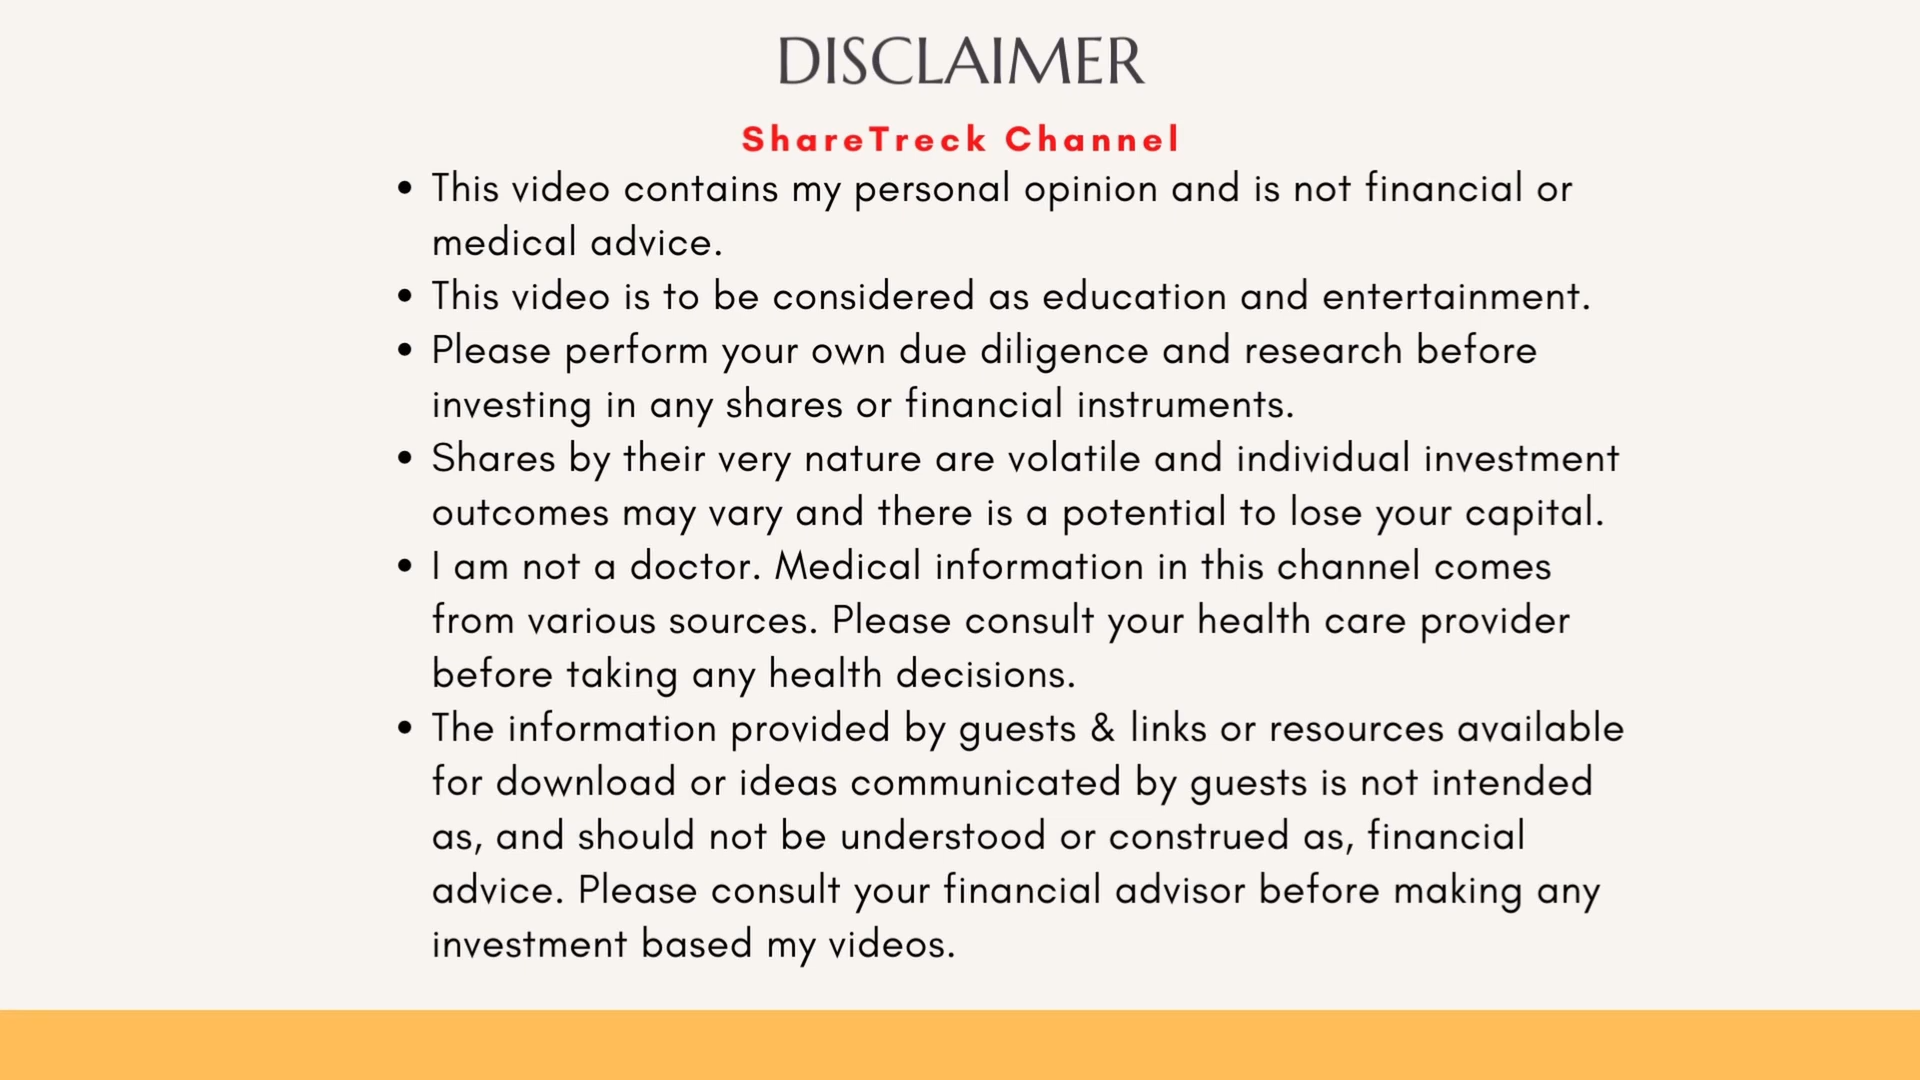 DISCLAIMER
ShareTreck Channel
• This video contains my personal opinion and is not financial or
medical advice.
• This video is to be considered as education and entertainment.
• Please perform your own due diligence and research before
investing in any shares or financial instruments.
• Shares by their very nature are volatile and individual investment
outcomes may vary and there is a potential to lose your capital.
• I am not a doctor. Medical information in this channel comes
from various sources. Please consult your health care provider
before taking any health decisions.
• The information provided by guests & links or resources available
for download or ideas communicated by guests is not intended
as, and should not be understood or construed as, financial
advice. Please consult your financial advisor before making any
investment based my videos.